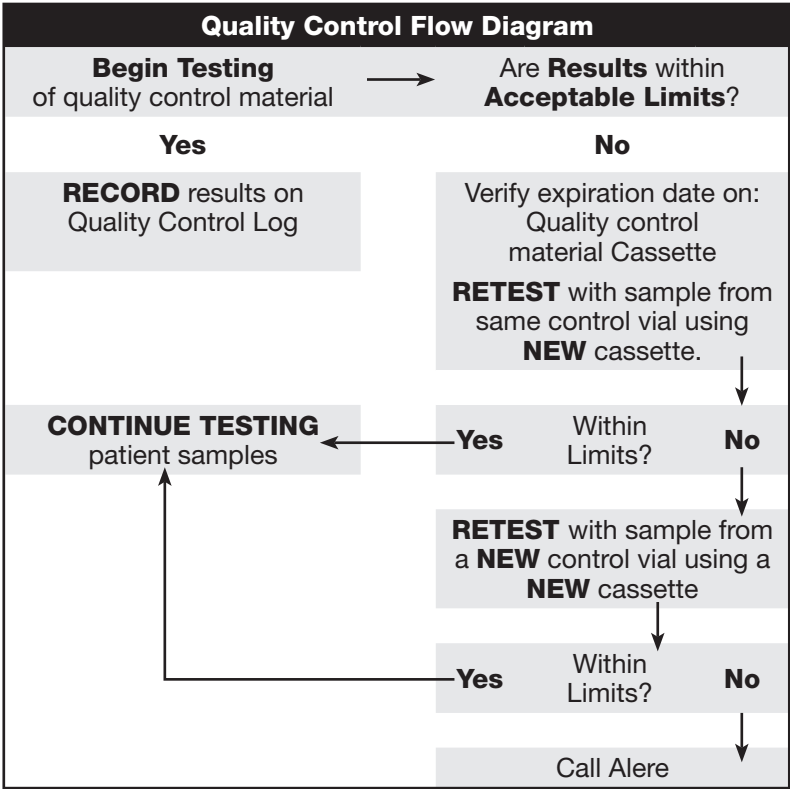 Quality Control Flow Diagram
Begin Testing
of quality control material
Are Results within
Acceptable Limits?
Yes
No
RECORD results on
Quality Control Log
Verify expiration date on:
Quality control
material Cassette
RETEST with sample from
same control vial using
NEW cassette.
CONTINUE TESTING
patient samples
Yes
Within
Limits?
No
RETEST with sample from
a NEW control vial using a
NEW cassette
Yes
Within
Limits?
No
Call Alere